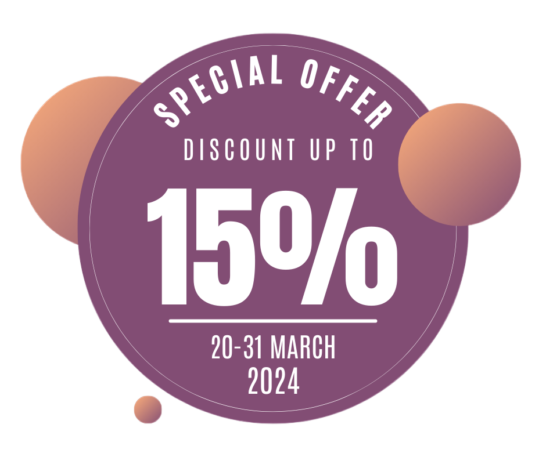 SPECIAL OFFER
DISCOUNT UP TO
15%
20-31 MARCH
2024